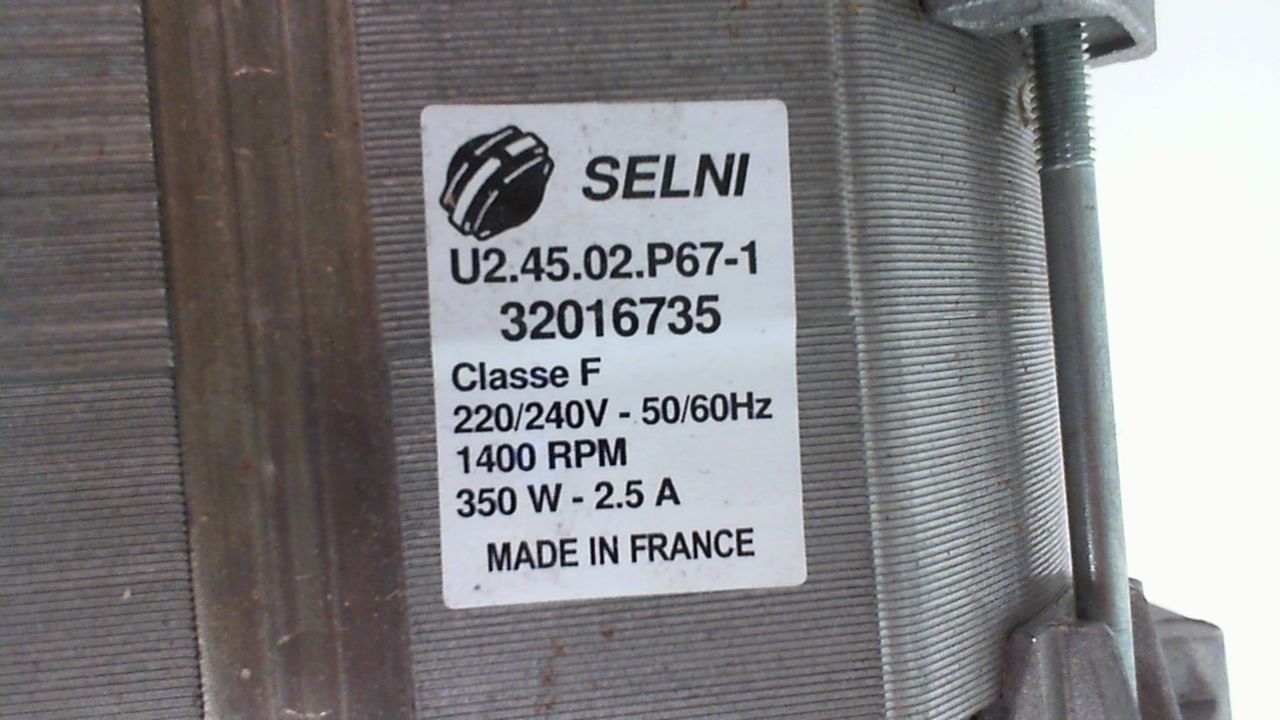 SELNI
U2.45.02.P67-1
32016735
Classe F
220/240V - 50/60Hz
1400 RPM
350 W - 2.5 A
MADE IN FRANCE